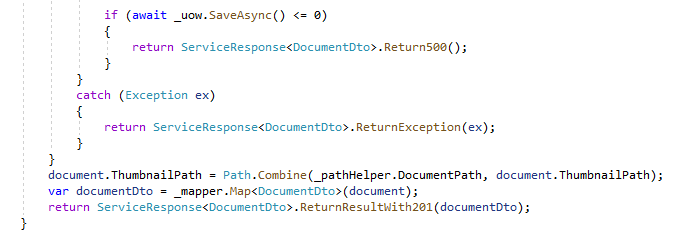 if (await _uow.SaveAsync() <= 0)
{
return ServiceResponse<DocumentDto>.Return500();
}
}
catch (Exception ex)
{
return ServiceResponse<DocumentDto>.ReturnException(ex);
}
}
document.ThumbnailPath = Path.Combine(_pathHelper.DocumentPath, document.ThumbnailPath);
var documentDto = _mapper.Map<DocumentDto>(document);
return ServiceResponse<DocumentDto>.ReturnResultWith201(documentDto);
}